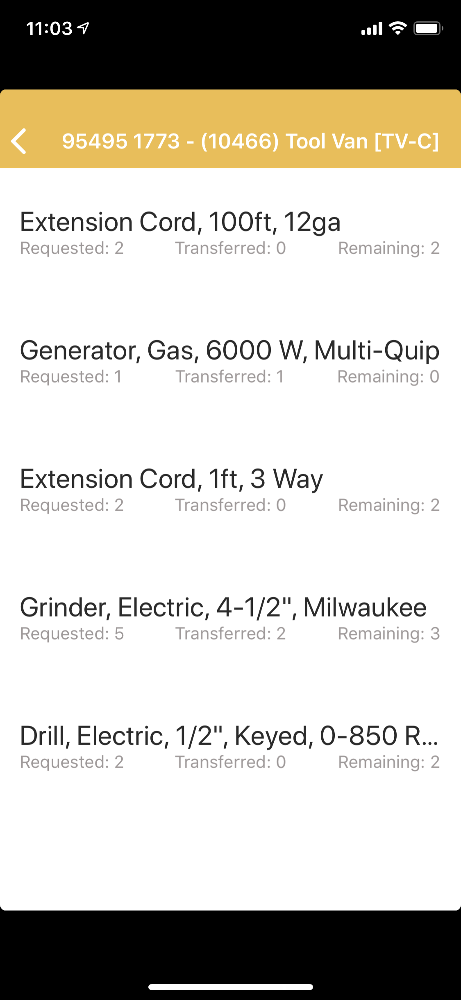 11:03
95495 1773 - (10466) Tool Van [TV-C]
Extension Cord, 100ft, 12ga
Requested: 2 Transferred: 0 Remaining: 2
Generator, Gas, 6000 W, Multi-Quip
Requested: 1 Transferred: 1 Remaining: 0
Extension Cord, 1ft, 3 Way
Requested: 2 Transferred: 0 Remaining: 2
Grinder, Electric, 4-1/2", Milwaukee
Requested: 5 Transferred: 2 Remaining: 3
Drill, Electric, 1/2", Keyed, 0-850 R...
Requested: 2 Transferred: 0 Remaining: 2